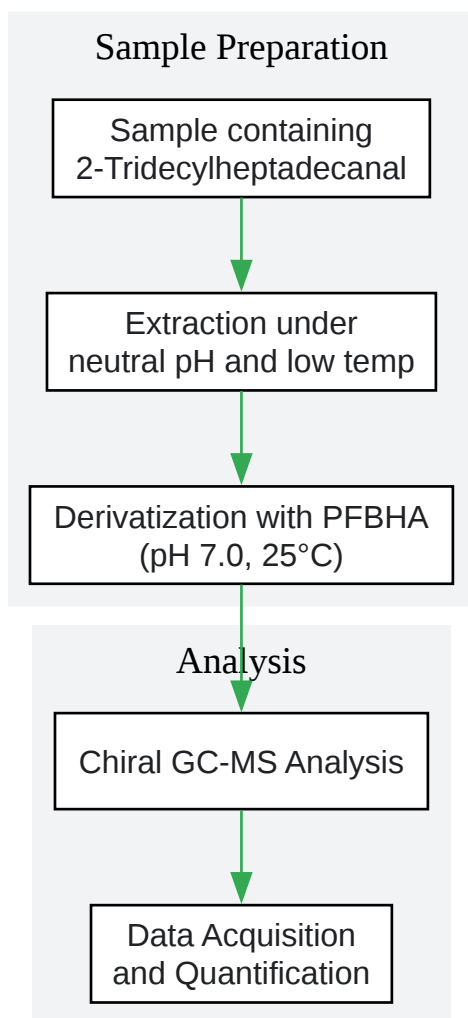 Sample Preparation
Sample containing
2-Tridecylheptadecanal
Extraction under
neutral pH and low temp
Derivatization with PFBHA
(pH 7.0, 25°C)
Analysis
Chiral GC-MS Analysis
Data Acquisition
and Quantification